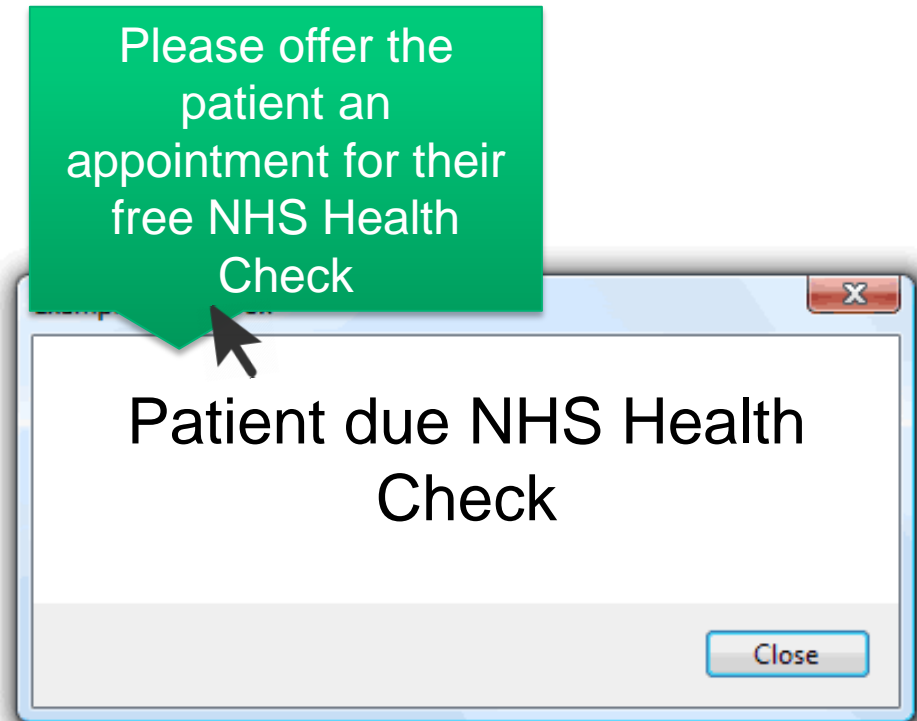 Please offer the
patient an
appointment for their
free NHS Health
Check
Patient due NHS Health
Check
Close